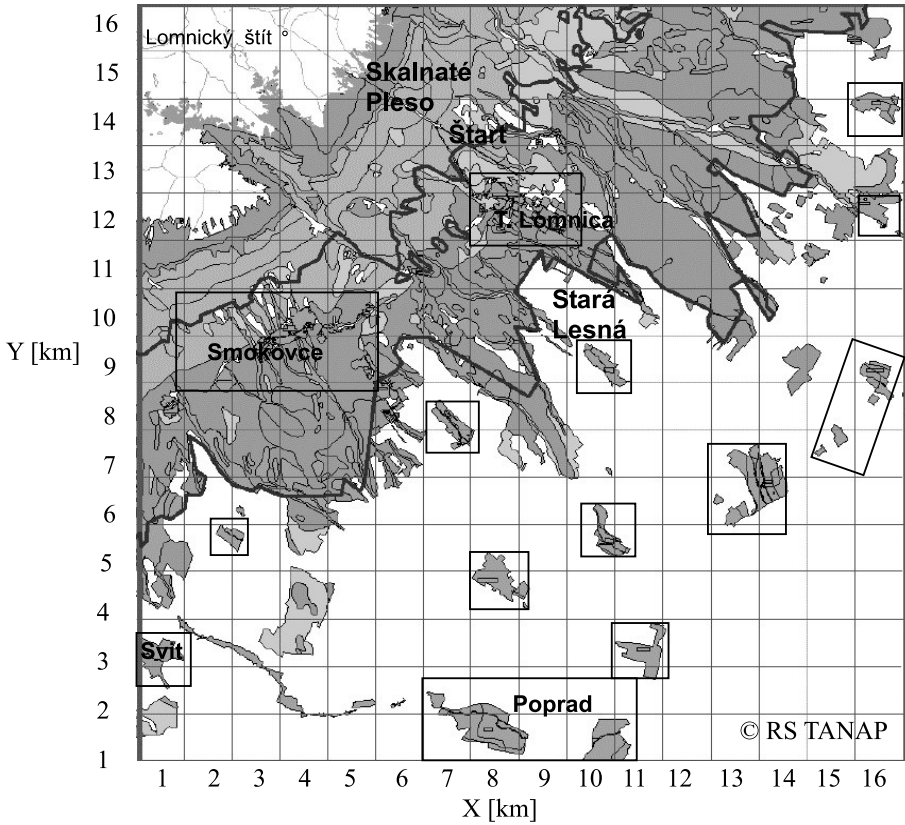 16
Lomnický štít °
15
Skalnaté
Pleso
14
Štart
13
12
T. Lomnica
11
10
Stará
Lesná
Y [km]
Smokovce
9
8
7
6
5
4
3
Svit
2
Poprad
© RS TANAP
1
1 2 3 4 5 6 7 8 9 10 11 12 13 14 15 16
X [km]